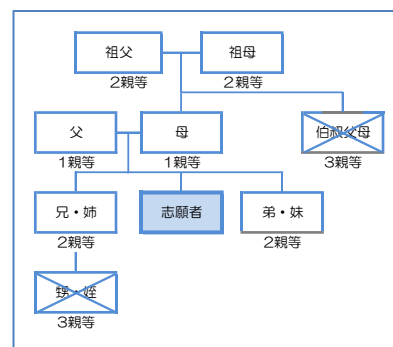 祖父 祖母
2親等 2親等
父 母 伯叔父母
1親等 1親等 3親等
兄・姉 志願者 弟・妹
2親等 2親等
甥・姪
3親等